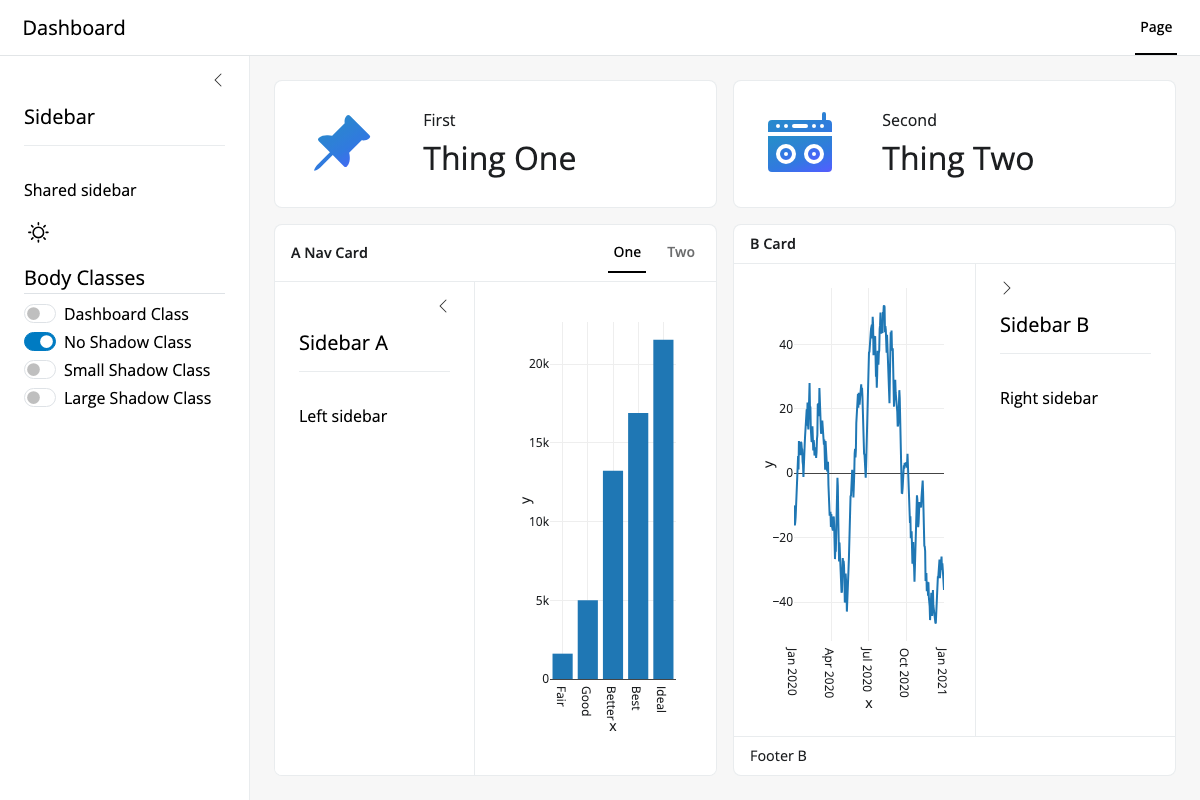 Dashboard
Page
Sidebar
Shared sidebar
Body Classes
Dashboard Class
No Shadow Class
Small Shadow Class
Large Shadow Class
First
Thing One
Second
Thing Two
A Nav Card
One
Two
Sidebar A
Left sidebar
20k
15k
10k
5k
0
y
Fair
Good
Better
Best
Ideal
x
B Card
40
20
0
−20
−40
y
Jan 2020
Apr 2020
Jul 2020
Oct 2020
Jan 2021
x
Sidebar B
Right sidebar
Footer B